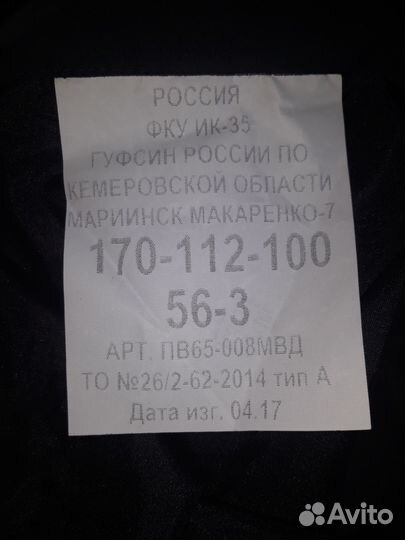 РОССИЯ
ФКУ ИК-35
ГУФСИН РОССИИ ПО
КЕМЕРОВСКОЙ ОБЛАСТИ
МАРИИНСК МАКАРЕНКО-7
170-112-100
56-3
АРТ. ПВ65-008МВД
ТО №26/2-62-2014 тип А
Дата изг. 04.17
Avito